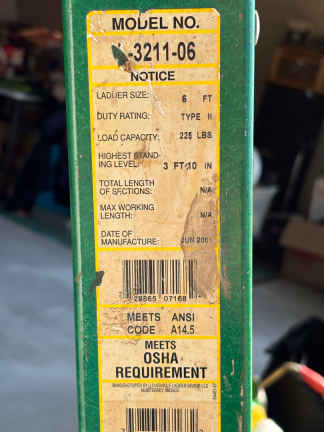 MODEL NO.
-3211-06
NOTICE
LADDER SIZE: 6 FT
DUTY RATING: TYPE II
LOAD CAPACITY: 225 LBS
HIGHEST STAND-
ING LEVEL: 3 FT 10 IN
TOTAL LENGTH
OF SECTIONS: N/A
MAX WORKING
LENGTH: N/A
DATE OF
MANUFACTURE: JUN 2001
28865 07168
MEETS ANSI
CODE A14.5
MEETS
OSHA
REQUIREMENT